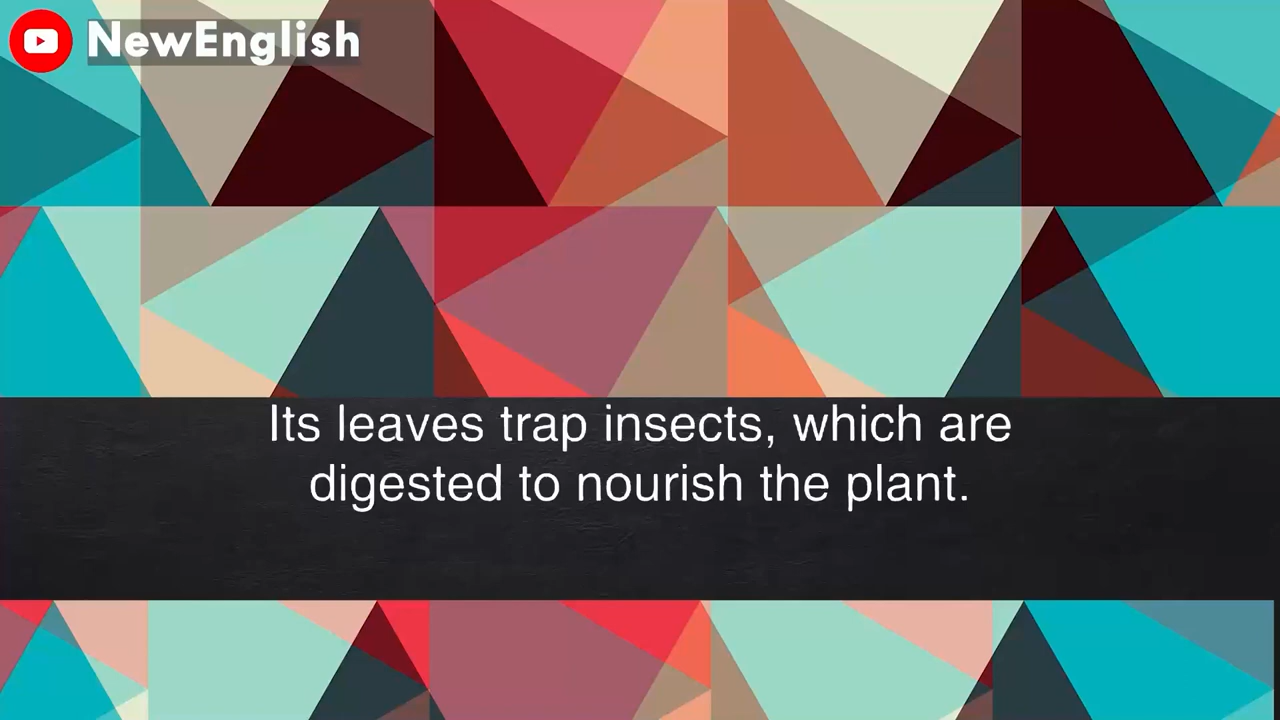 NewEnglish
Its leaves trap insects, which are
digested to nourish the plant.